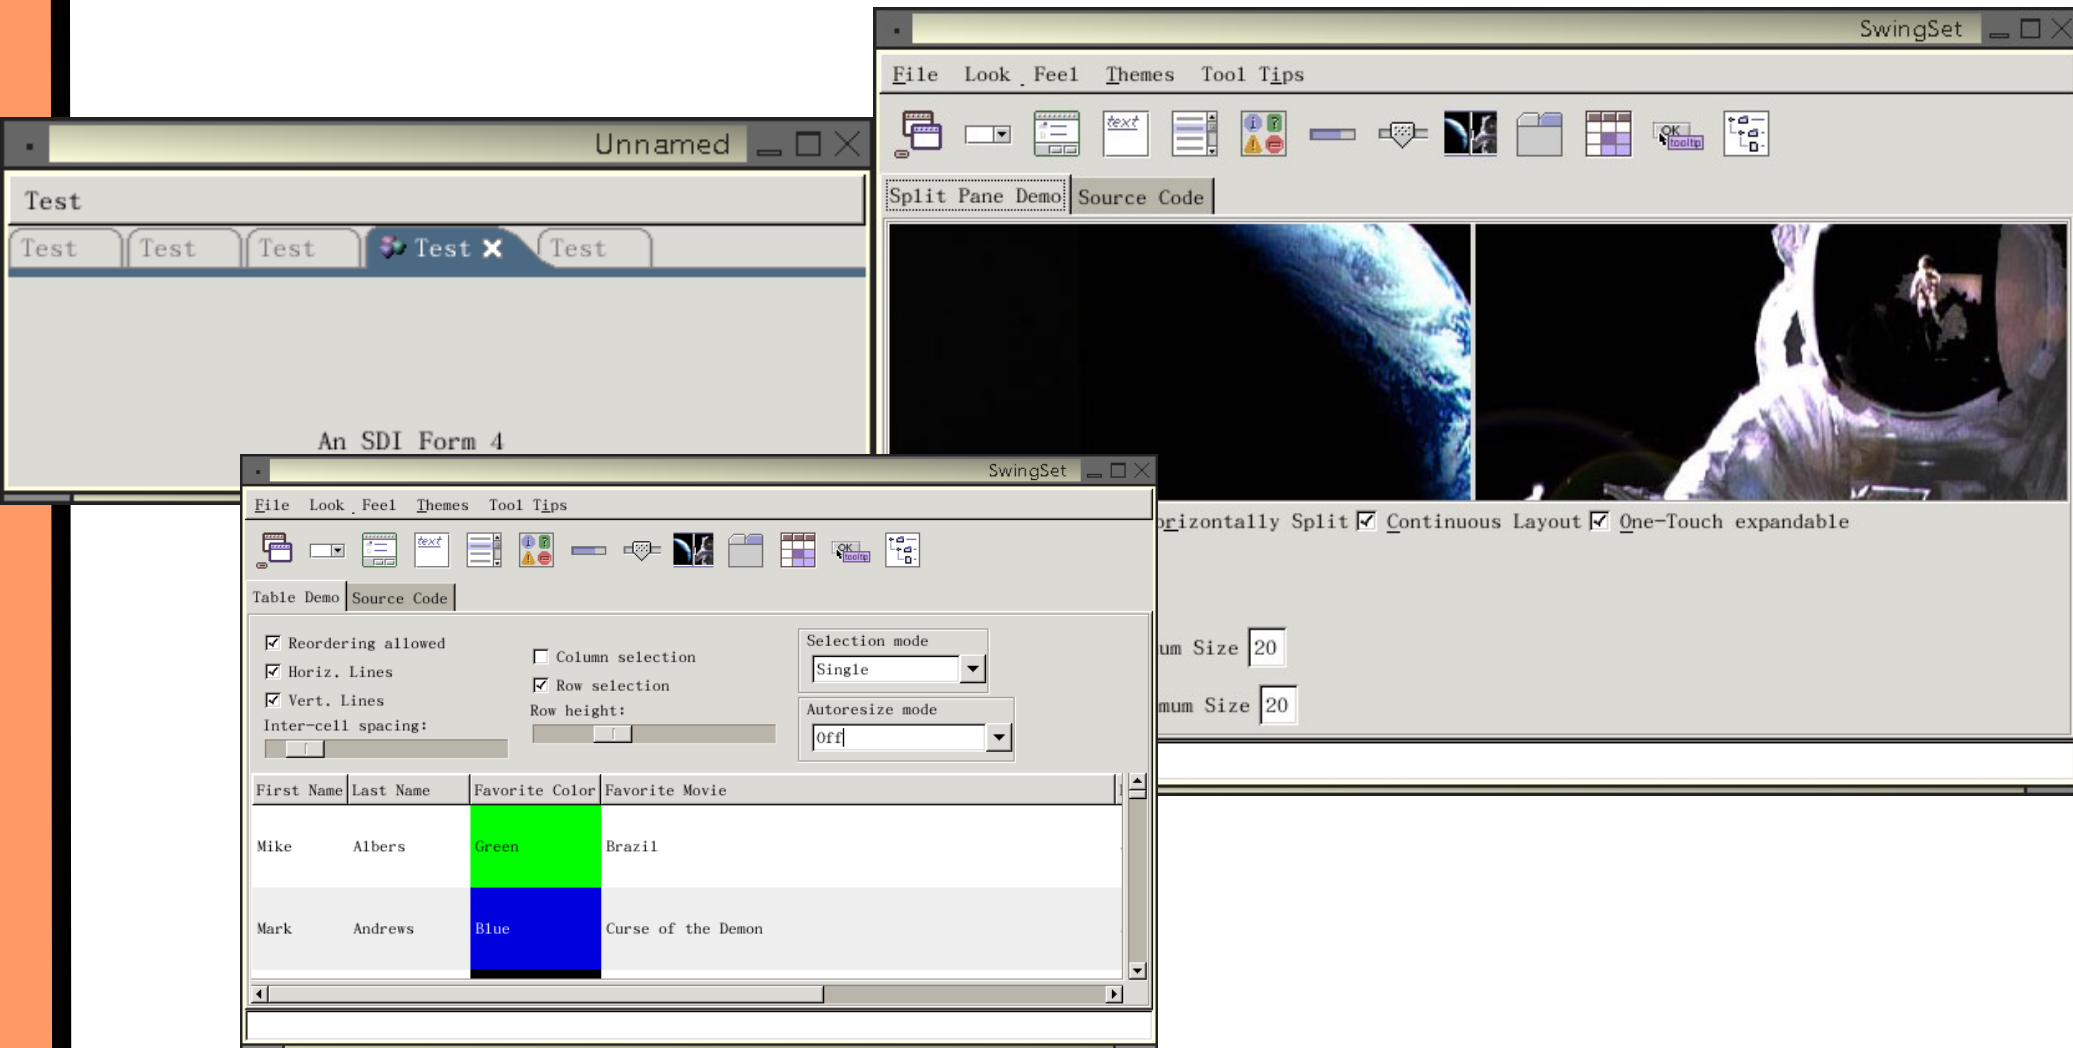 SwingSet
File Look Feel Themes Tool Tips
text
OK
tooltip
Split Pane Demo Source Code
Unnamed
Test
Test Test Test Test Test
An SDI Form 4
Split Continuous Layout One-Touch expandable
Size 20
Size 20
SwingSet
File Look Feel Themes Tool Tips
text
OK
tooltip
Table Demo Source Code
Reordering allowed
Horiz. Lines
Vert. Lines
Inter-cell spacing:
Column selection
Row selection
Row height:
Selection mode
Single
Autoresize mode
Off
First Name Last Name Favorite Color Favorite Movie
Mike Albers Green Brazil
Mark Andrews Blue Curse of the Demon